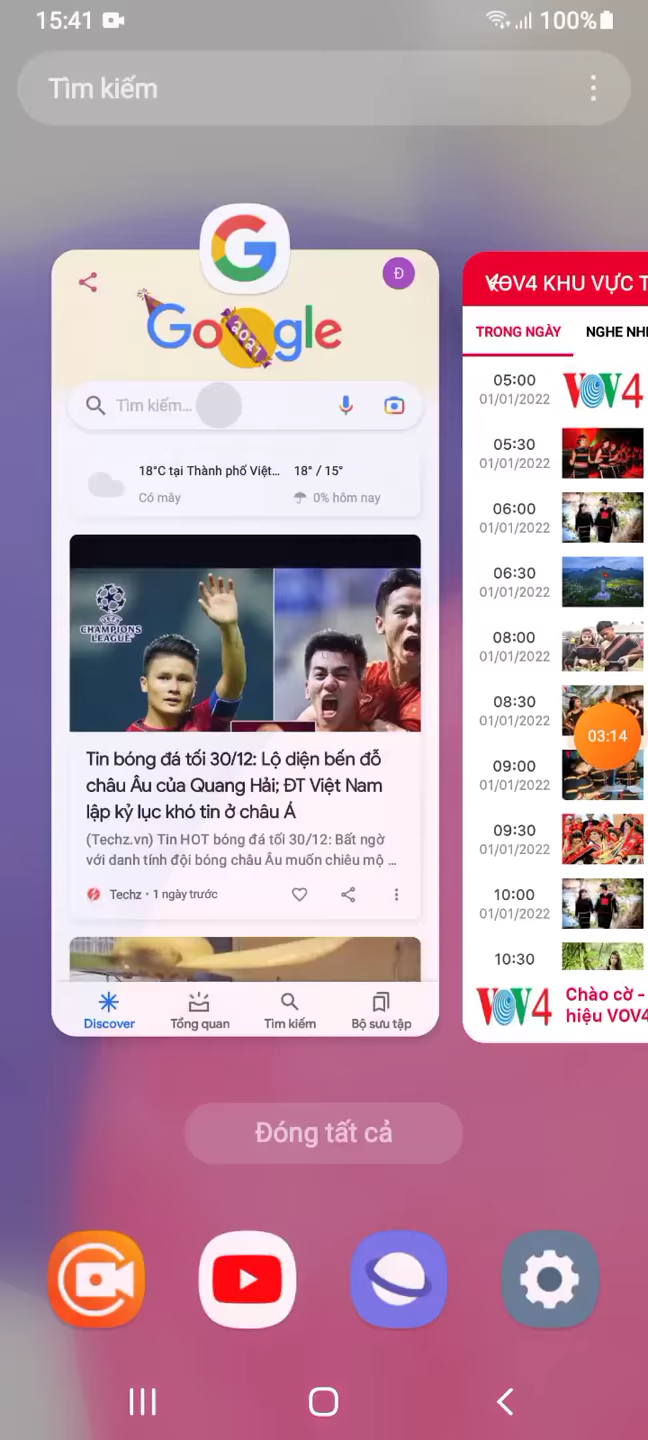 15:41
100%
Tìm kiếm
Đ
Google
2021
Tìm kiếm...
18°C tại Thành phố Việt...
18° / 15°
Có mây
0% hôm nay
CHAMPIONS
LEAGUE
Tin bóng đá tối 30/12: Lộ diện bến đỗ
châu Âu của Quang Hải; ĐT Việt Nam
lập kỷ lục khó tin ở châu Á
(Techz.vn) Tin HOT bóng đá tối 30/12: Bất ngờ
với danh tính đội bóng châu Âu muốn chiêu mộ ...
Techz • 1 ngày trước
Discover
Tổng quan
Tìm kiếm
Bộ sưu tập
VOV4 KHU VỰC T
TRONG NGÀY
NGHE NHI
05:00
01/01/2022
VOV4
05:30
01/01/2022
06:00
01/01/2022
06:30
01/01/2022
08:00
01/01/2022
08:30
01/01/2022
03:14
09:00
01/01/2022
09:30
01/01/2022
10:00
01/01/2022
10:30
VOV4
Chào cờ -
hiệu VOV4
Đóng tất cả